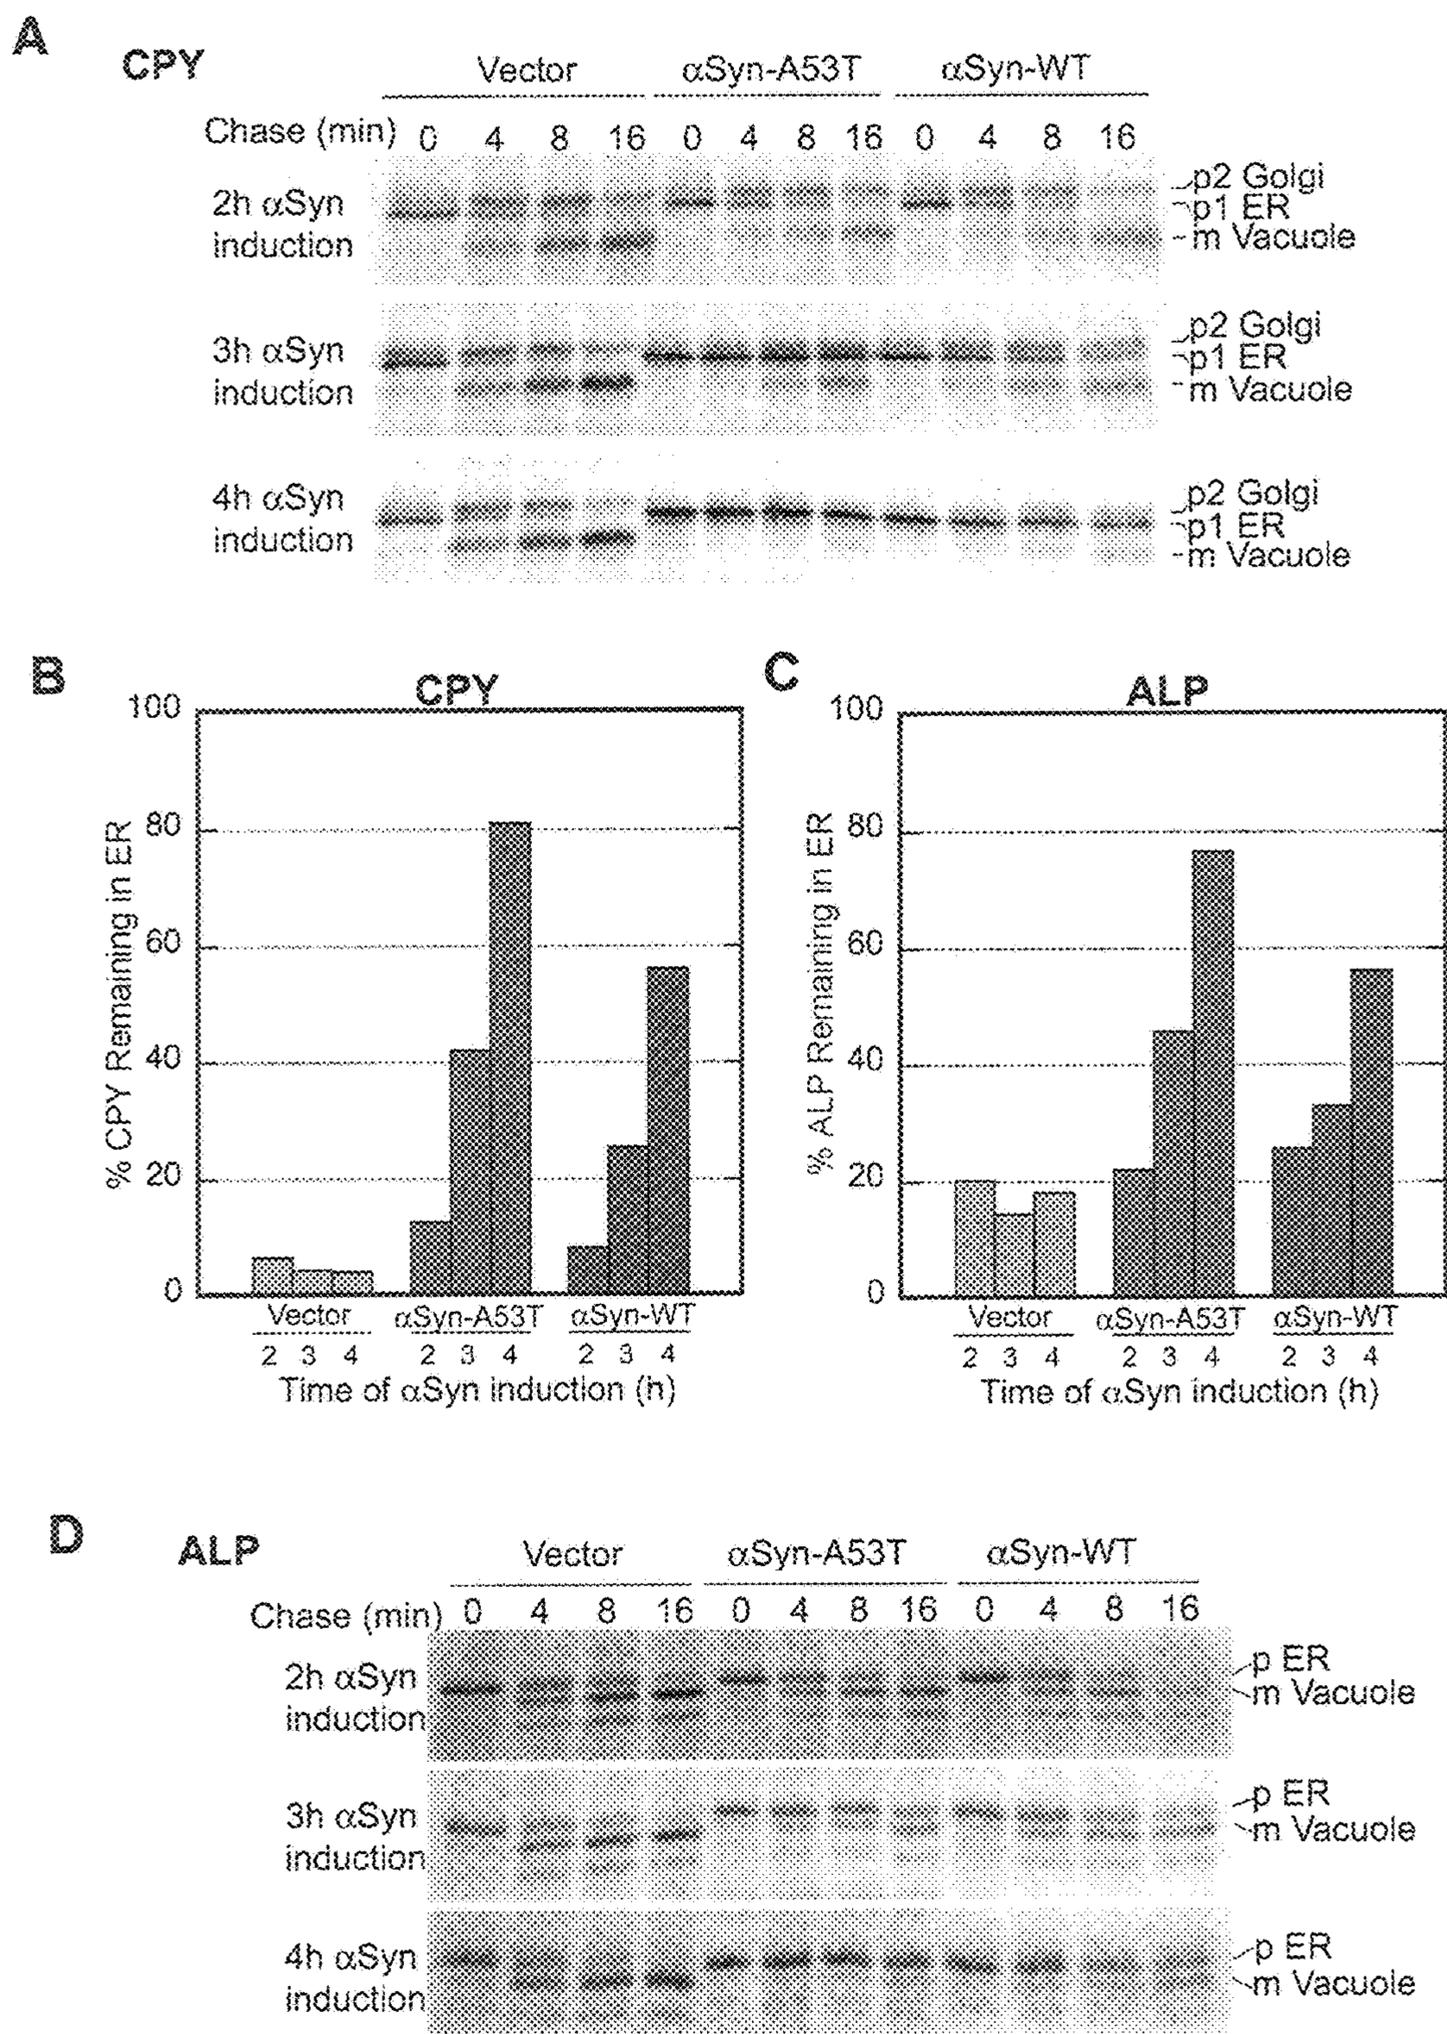 A
CPY
Vector αSyn-A53T αSyn-WT
Chase (min) 0 4 8 16 0 4 8 16 0 4 8 16
2h αSyn
induction
p2 Golgi
p1 ER
m Vacuole
3h αSyn
induction
p2 Golgi
p1 ER
m Vacuole
4h αSyn
induction
p2 Golgi
p1 ER
m Vacuole
B
CPY
% CPY Remaining in ER
100
80
60
40
20
0
Vector αSyn-A53T αSyn-WT
2 3 4 2 3 4 2 3 4
Time of αSyn induction (h)
C
ALP
% ALP Remaining in ER
100
80
60
40
20
0
Vector αSyn-A53T αSyn-WT
2 3 4 2 3 4 2 3 4
Time of αSyn induction (h)
D
ALP
Vector αSyn-A53T αSyn-WT
Chase (min) 0 4 8 16 0 4 8 16 0 4 8 16
2h αSyn
induction
p ER
m Vacuole
3h αSyn
induction
p ER
m Vacuole
4h αSyn
induction
p ER
m Vacuole